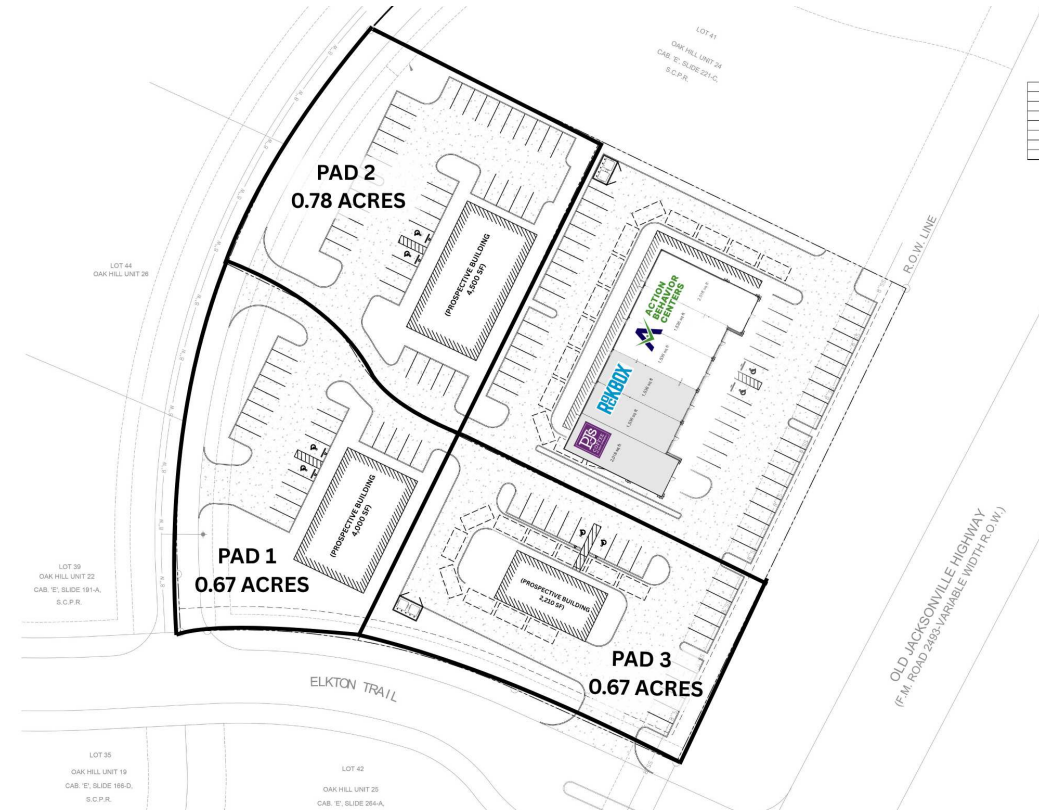 LOT 41
OAK HILL UNIT 24
CAB. 'E', SLIDE 221-C,
S.C.P.R.
R.O.W. LINE
PAD 2
0.78 ACRES
(PROSPECTIVE BUILDING
4,500 SF)
LOT 44
OAK HILL UNIT 28
ACTION
BEHAVIOR
CENTERS
ROCKBOX
PJ's
COFFEE
(PROSPECTIVE BUILDING
4,000 SF)
PAD 1
0.67 ACRES
LOT 39
OAK HILL UNIT 22
CAB. 'E', SLIDE 191-A,
S.C.P.R.
(PROSPECTIVE BUILDING
2,210 SF)
PAD 3
0.67 ACRES
OLD JACKSONVILLE HIGHWAY
(F.M. ROAD 2493-VARIABLE WIDTH R.O.W.)
ELKTON TRAIL
LOT 35
OAK HILL UNIT 19
CAB. 'E', SLIDE 166-D,
S.C.P.R.
LOT 42
OAK HILL UNIT 25
CAB. 'E', SLIDE 264-A,